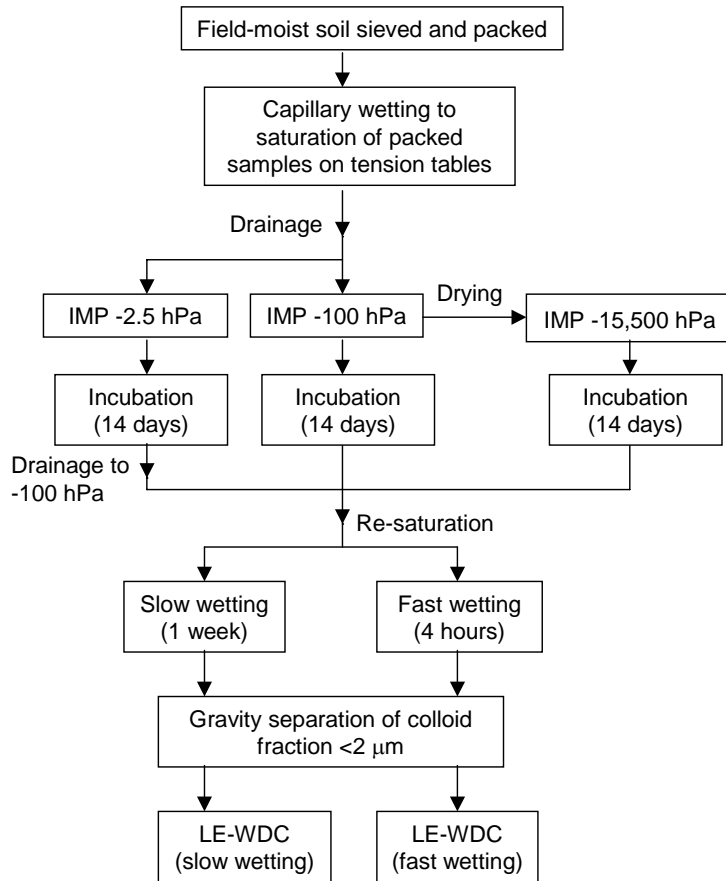 Field-moist soil sieved and packed
Capillary wetting to
saturation of packed
samples on tension tables
Drainage
IMP -2.5 hPa
IMP -100 hPa
Drying
IMP -15,500 hPa
Incubation
(14 days)
Incubation
(14 days)
Incubation
(14 days)
Drainage to
-100 hPa
Re-saturation
Slow wetting
(1 week)
Fast wetting
(4 hours)
Gravity separation of colloid
fraction <2 μm
LE-WDC
(slow wetting)
LE-WDC
(fast wetting)